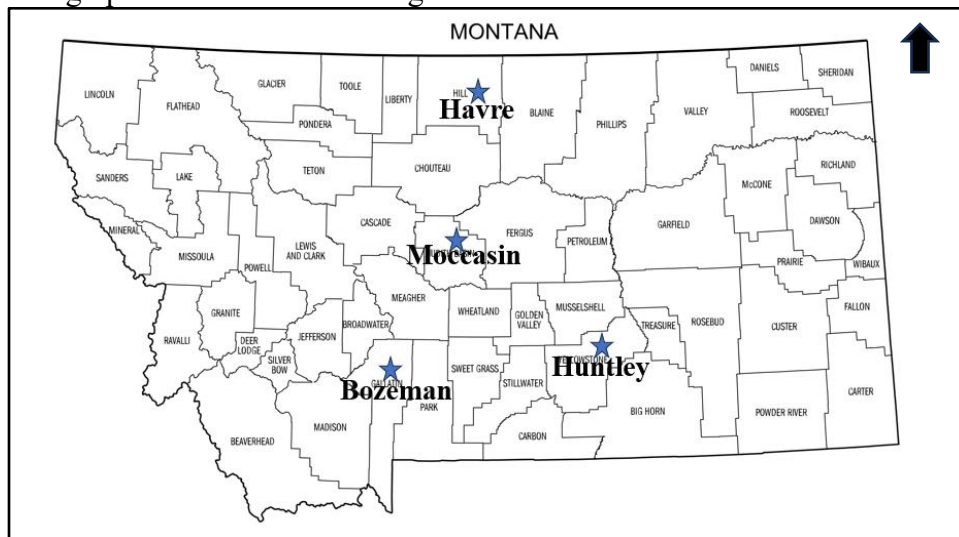 MONTANA
LINCOLN
FLATHEAD
GLACIER
TOOLE
LIBERTY
HILL
Havre
BLAINE
PHILLIPS
VALLEY
DANIELS
SHERIDAN
ROOSEVELT
PONDERA
SANDERS
LAKE
TETON
CHOUTEAU
McCONE
RICHLAND
MINERAL
MISSOULA
POWELL
LEWIS
AND CLARK
CASCADE
Moccasin
FERGUS
PETROLEUM
GARFIELD
DAWSON
PRAIRIE
WIBAUX
RAVALLI
GRANITE
DEER
LODGE
SILVER
BOW
JEFFERSON
BROADWATER
MEAGHER
WHEATLAND
GOLDEN
VALLEY
MUSSELSHELL
TREASURE
ROSEBUD
CUSTER
FALLON
Bozeman
GALLATIN
PARK
SWEET GRASS
STILLWATER
Huntley
YELLOWSTONE
BIG HORN
POWDER RIVER
CARTER
BEAVERHEAD
MADISON
CARBON